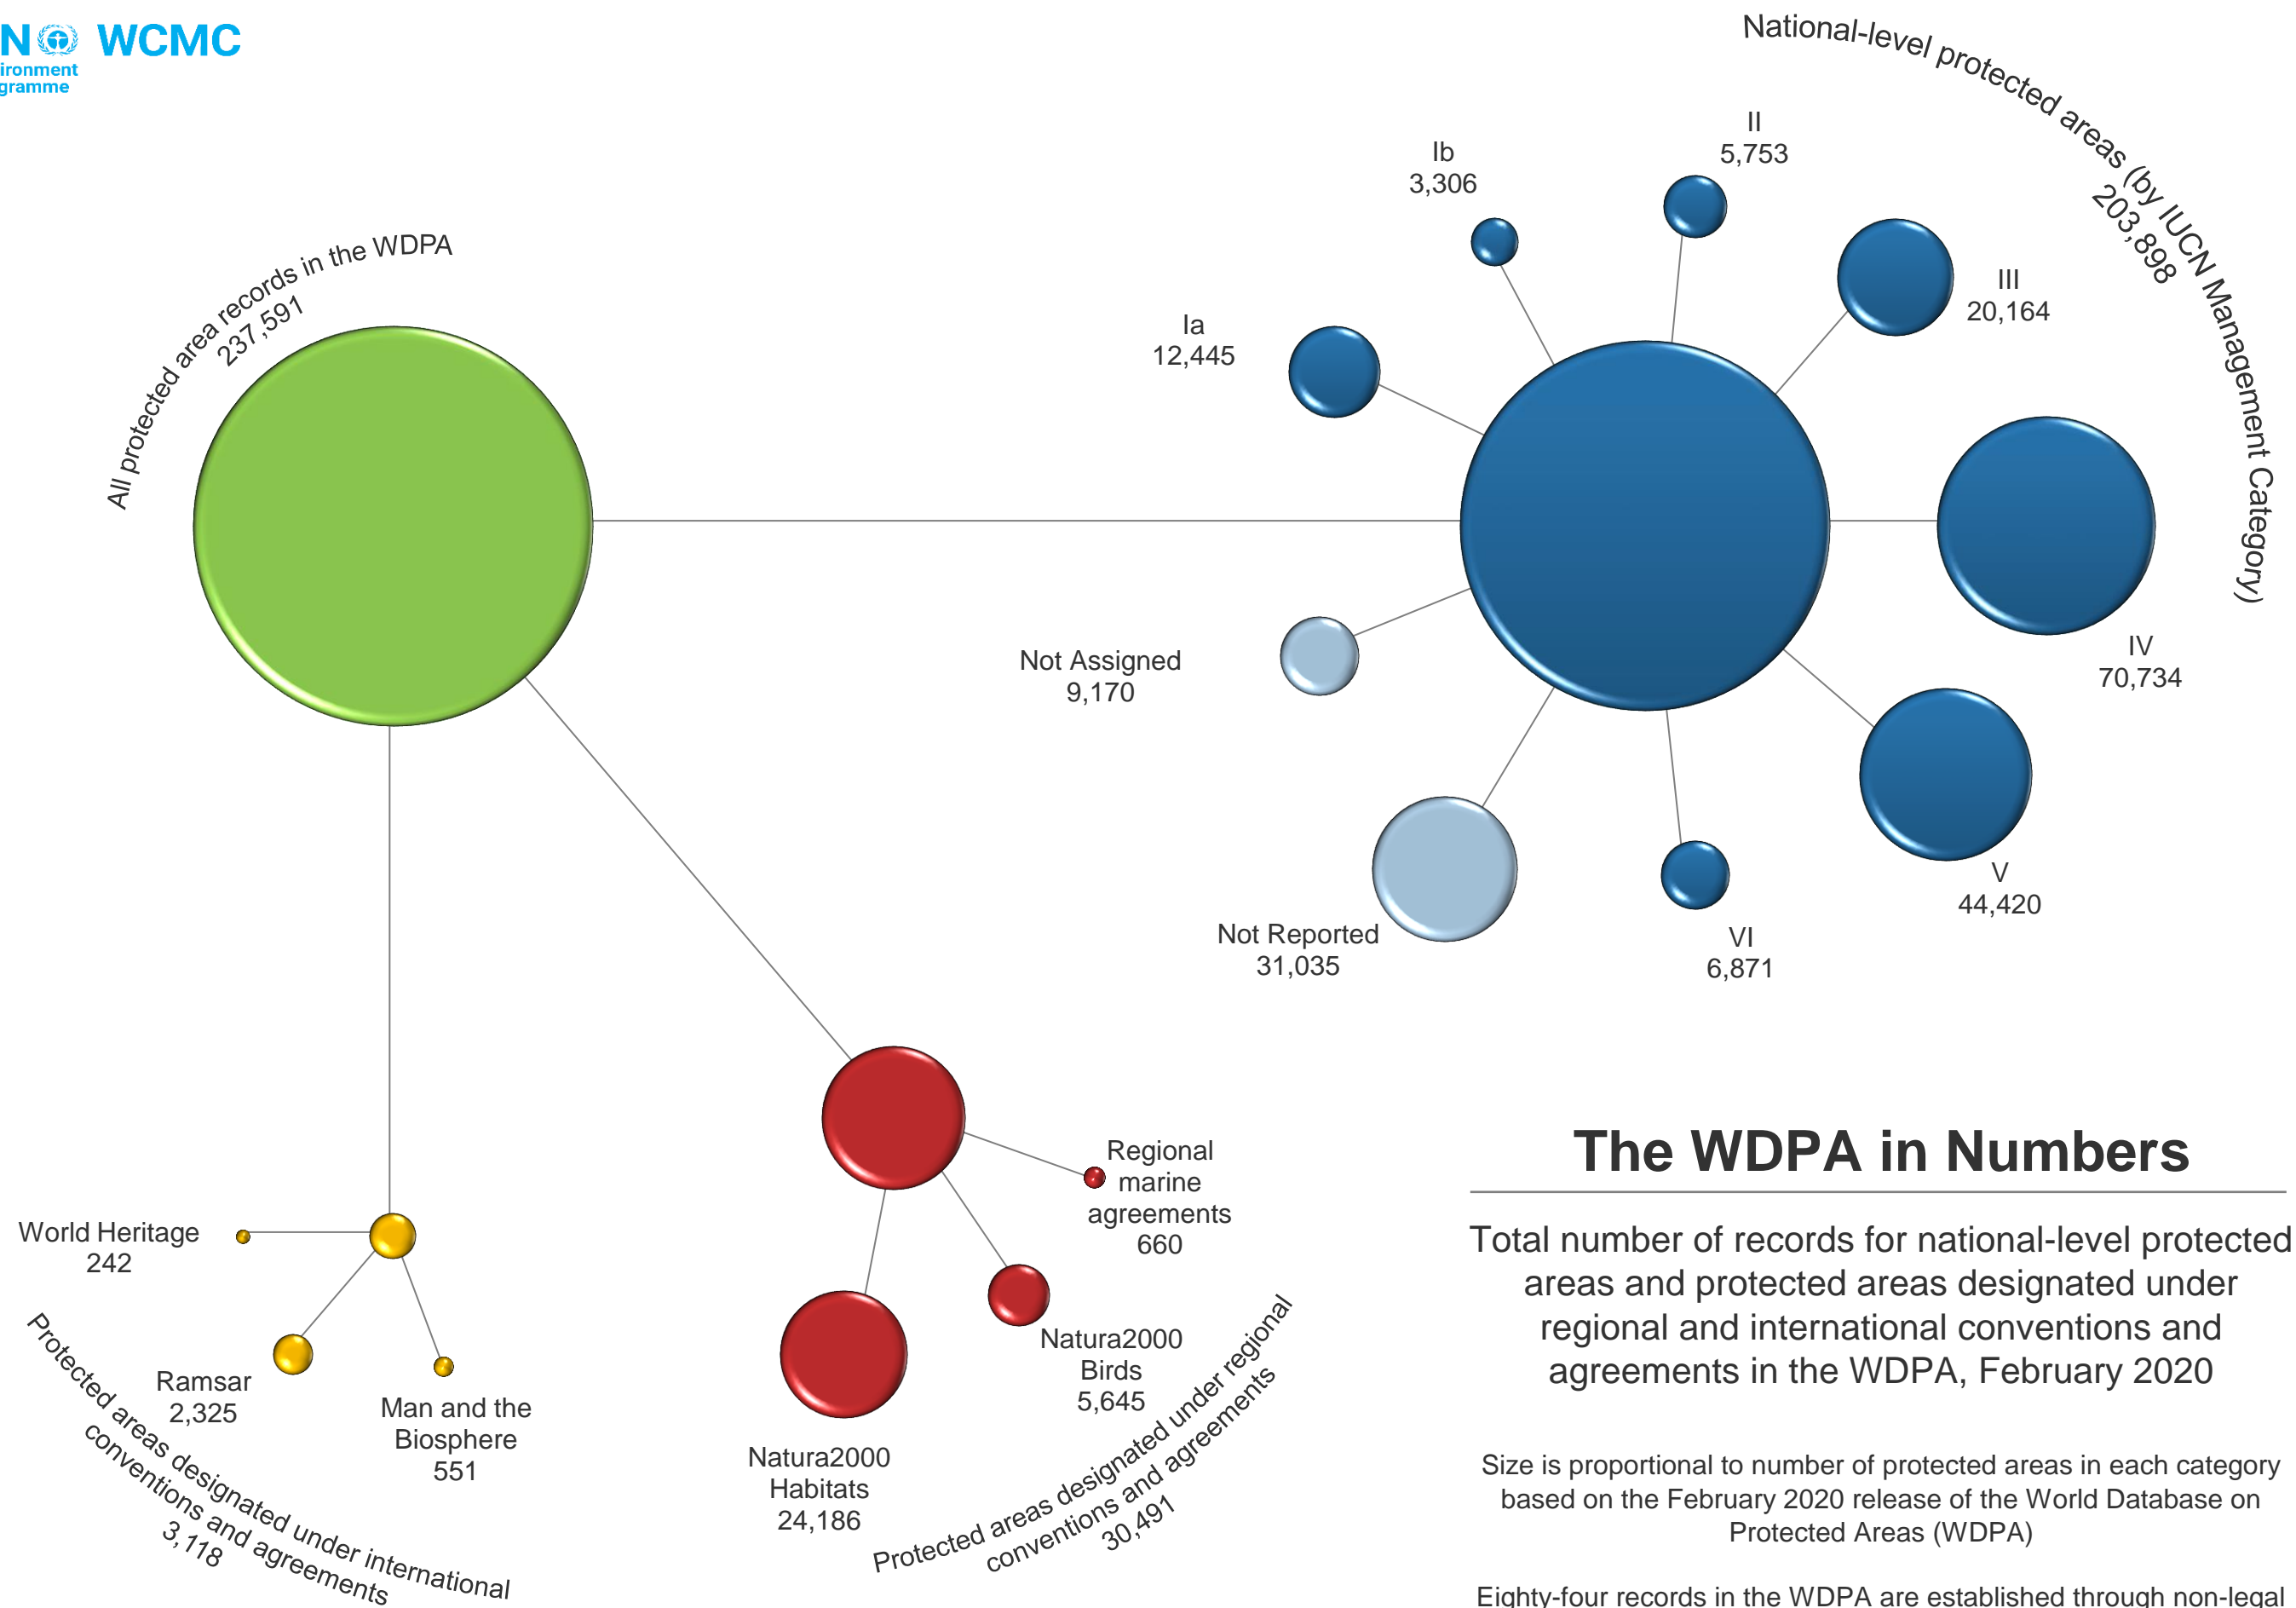 WCMC
All protected area records in the WDPA
237,591
National-level protected areas (by IUCN Management Category)
203,898
Ia
12,445
Ib
3,306
II
5,753
III
20,164
IV
70,734
V
44,420
VI
6,871
Not Reported
31,035
Not Assigned
9,170
World Heritage
242
Ramsar
2,325
Man and the
Biosphere
551
Protected areas designated under international
conventions and agreements
3,118
Regional
marine
agreements
660
Natura2000
Birds
5,645
Natura2000
Habitats
24,186
Protected areas designated under regional
conventions and agreements
30,491
The WDPA in Numbers
Total number of records for national-level protected
areas and protected areas designated under
regional and international conventions and
agreements in the WDPA, February 2020
Size is proportional to number of protected areas in each category
based on the February 2020 release of the World Database on
Protected Areas (WDPA)
Eighty-four records in the WDPA are established through non-legal